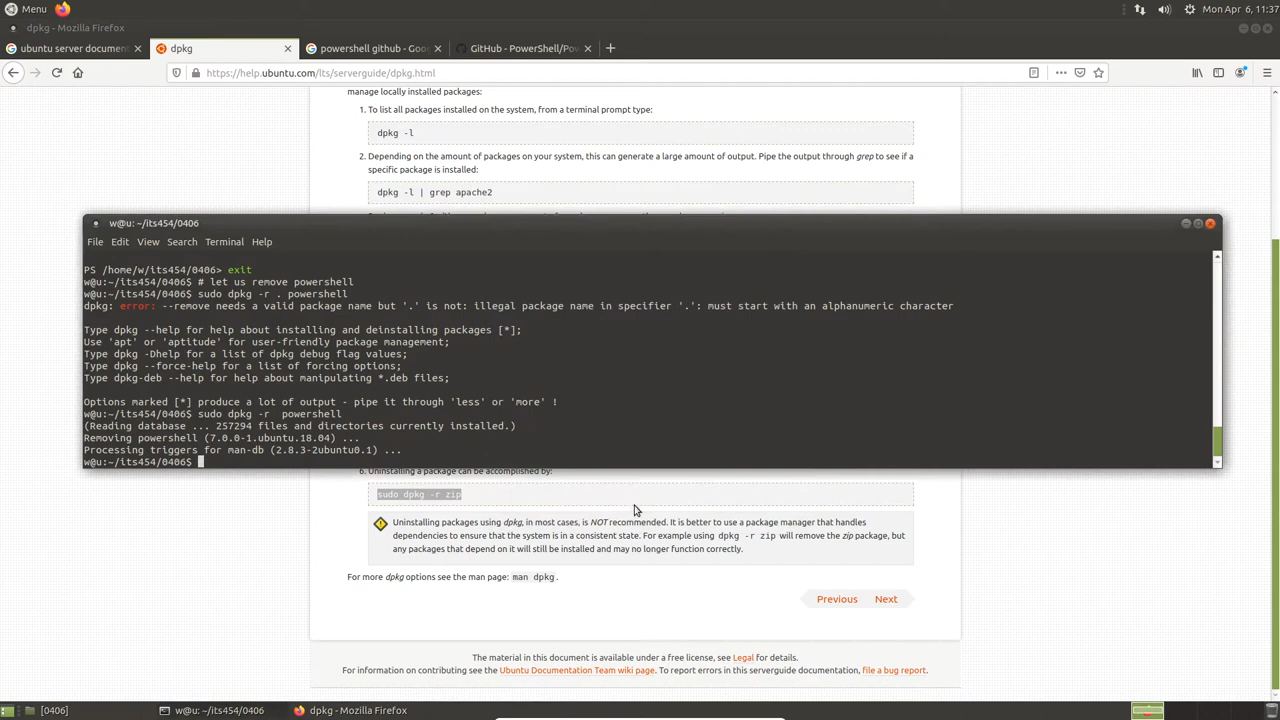 Menu
Mon Apr 6, 11:37
dpkg - Mozilla Firefox
ubuntu server document
dpkg
powershell github - Goo
GitHub - PowerShell/Pow
https://help.ubuntu.com/lts/serverguide/dpkg.html
manage locally installed packages:
1. To list all packages installed on the system, from a terminal prompt type:
dpkg -l
2. Depending on the amount of packages on your system, this can generate a large amount of output. Pipe the output through grep to see if a
specific package is installed:
dpkg -l | grep apache2
w@u: ~/its454/0406
File Edit View Search Terminal Help
PS /home/w/its454/0406> exit
w@u:~/its454/0406$ # let us remove powershell
w@u:~/its454/0406$ sudo dpkg -r . powershell
dpkg: error: --remove needs a valid package name but '.' is not: illegal package name in specifier '.': must start with an alphanumeric character
Type dpkg --help for help about installing and deinstalling packages [*];
Use 'apt' or 'aptitude' for user-friendly package management;
Type dpkg -Dhelp for a list of dpkg debug flag values;
Type dpkg --force-help for a list of forcing options;
Type dpkg-deb --help for help about manipulating *.deb files;
Options marked [*] produce a lot of output - pipe it through 'less' or 'more' !
w@u:~/its454/0406$ sudo dpkg -r  powershell
(Reading database ... 257294 files and directories currently installed.)
Removing powershell (7.0.0-1.ubuntu.18.04) ...
Processing triggers for man-db (2.8.3-2ubuntu0.1) ...
w@u:~/its454/0406$
6. Uninstalling a package can be accomplished by:
sudo dpkg -r zip
Uninstalling packages using dpkg, in most cases, is NOT recommended. It is better to use a package manager that handles
dependencies to ensure that the system is in a consistent state. For example using dpkg -r zip will remove the zip package, but
any packages that depend on it will still be installed and may no longer function correctly.
For more dpkg options see the man page: man dpkg.
Previous Next
The material in this document is available under a free license, see Legal for details.
For information on contributing see the Ubuntu Documentation Team wiki page. To report errors in this serverguide documentation, file a bug report.
[0406]
w@u: ~/its454/0406
dpkg - Mozilla Firefox